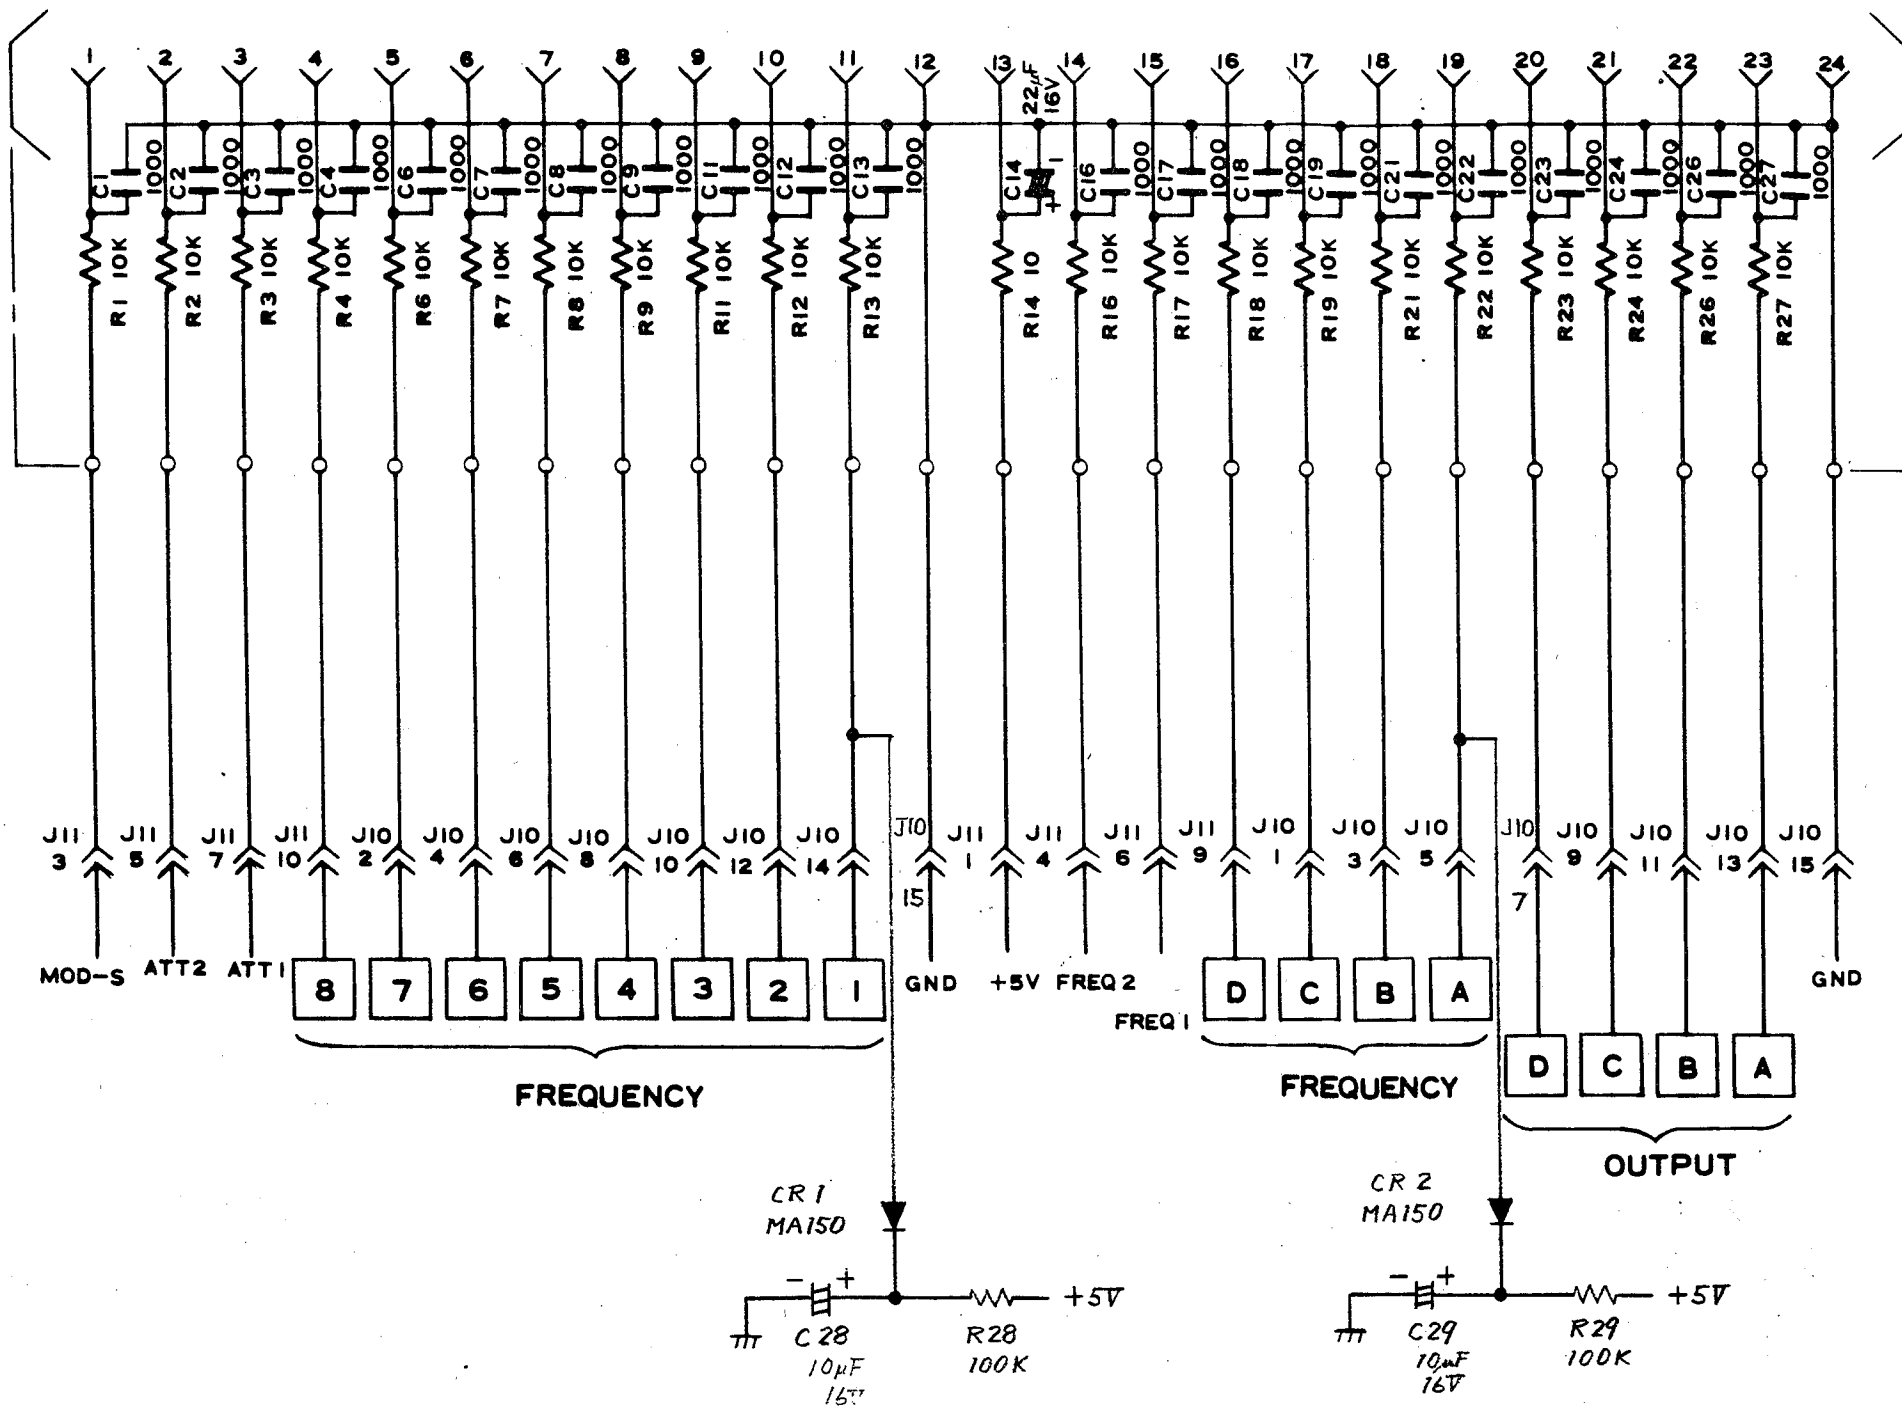 1 2 3 4 5 6 7 8 9 10 11 12 13 14 15 16 17 18 19 20 21 22 23 24
22µF
16V
C1 1000 C2 1000 C3 1000 C4 1000 C6 1000 C7 1000 C8 1000 C9 1000 C11 1000 C12 1000 C13 1000 C14 - + C16 1000 C17 1000 C18 1000 C19 1000 C21 1000 C22 1000 C23 1000 C24 1000 C26 1000 C27 1000
R1 10K R2 10K R3 10K R4 10K R6 10K R7 10K R8 10K R9 10K R11 10K R12 10K R13 10K R14 10 R16 10K R17 10K R18 10K R19 10K R21 10K R22 10K R23 10K R24 10K R26 10K R27 10K
J11 J11 J11 J11 J10 J10 J10 J10 J10 J10 J10 J10 J11 J11 J11 J11 J10 J10 J10 J10 J10 J10 J10 J10
3 5 7 10 2 4 6 8 10 12 14 15 1 4 6 9 1 3 5 7 9 11 13 15
MOD-S ATT2 ATT1 8 7 6 5 4 3 2 1 GND +5V FREQ2 D C B A GND
FREQ1
D C B A
FREQUENCY FREQUENCY
OUTPUT
CR1
MA150
CR2
MA150
- + +5V
C28 R28
10µF 100K
16V
- + +5V
C29 R29
10µF 100K
16V